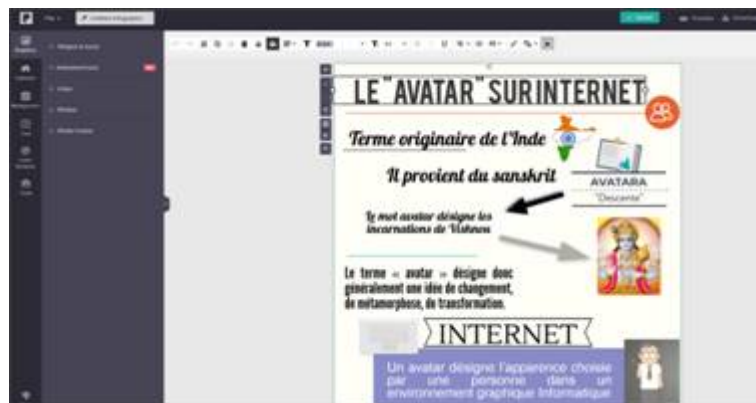 LE "AVATAR" SUR INTERNET
Terme originaire de l'Inde
Il provient du sanskrit
AVATARA
"Descente"
Le mot avatar désigne les
incarnations de Vishnou
Le terme « avatar » désigne donc
généralement une idée de changement,
de métamorphose, de transformation.
INTERNET
Un avatar désigne l'apparence choisie
par une personne dans un
environnement graphique Informatique